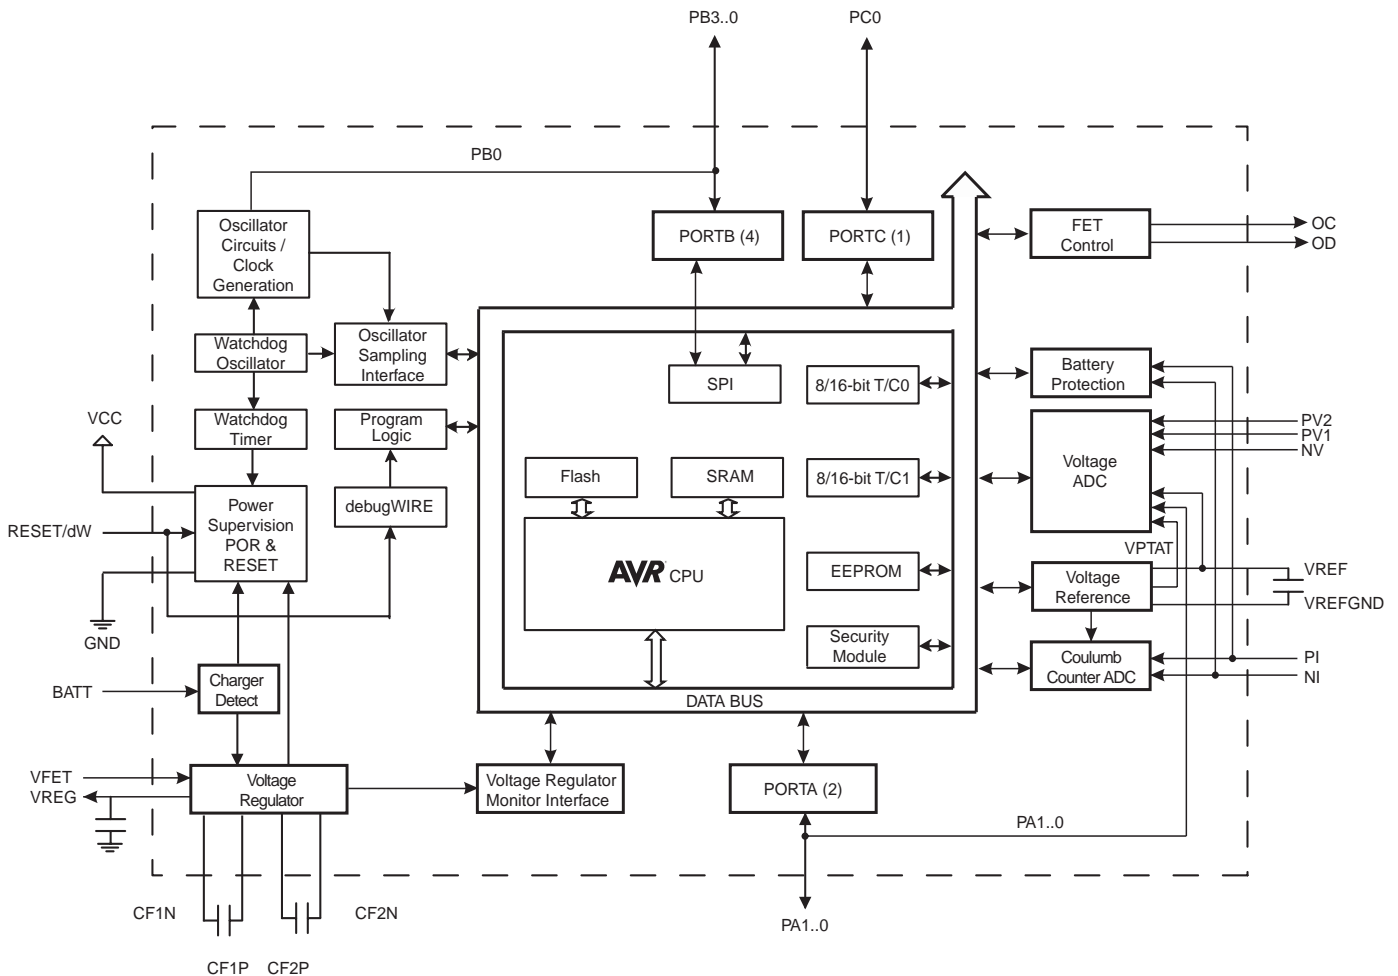 PB3..0
PC0
PB0
Oscillator
Circuits /
Clock
Generation
PORTB (4)
PORTC (1)
FET
Control
OC
OD
Watchdog
Oscillator
Oscillator
Sampling
Interface
SPI
8/16-bit T/C0
Battery
Protection
VCC
Watchdog
Timer
Program
Logic
PV2
PV1
NV
Voltage
ADC
Flash
SRAM
8/16-bit T/C1
Power
Supervision
POR &
RESET
debugWIRE
RESET/dW
VPTAT
AVR CPU
EEPROM
Voltage
Reference
VREF
VREFGND
GND
Security
Module
Coulumb
Counter ADC
PI
NI
BATT
Charger
Detect
DATA BUS
VFET
VREG
Voltage
Regulator
Voltage Regulator
Monitor Interface
PORTA (2)
PA1..0
CF1N
CF2N
PA1..0
CF1P
CF2P